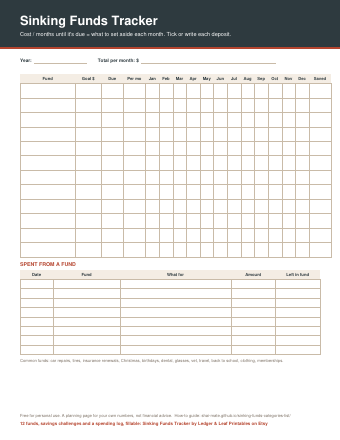 Sinking Funds Tracker
Cost / months until it's due = what to set aside each month. Tick or write each deposit.
Year: Total per month: $
Fund Goal $ Due Per mo Jan Feb Mar Apr May Jun Jul Aug Sep Oct Nov Dec Saved
SPENT FROM A FUND
Date Fund What for Amount Left in fund
Common funds: car repairs, tires, insurance renewals, Christmas, birthdays, dental, glasses, vet, travel, back to school, clothing, memberships.
Free for personal use. A planning page for your own numbers, not financial advice. How-to guide:
12 funds, savings challenges and a spending log, fillable: Sinking Funds Tracker by Ledger & Leaf Printables on Etsy